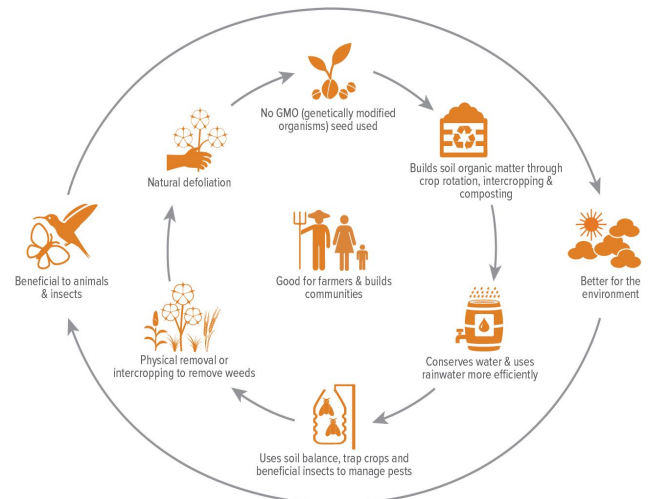 No GMO (genetically modified
organisms) seed used
Builds soil organic matter through
crop rotation, intercropping &
composting
Natural defoliation
Beneficial to animals
& insects
Good for farmers & builds
communities
Better for the
environment
Physical removal or
intercropping to remove weeds
Conserves water & uses
rainwater more efficiently
Uses soil balance, trap crops and
beneficial insects to manage pests